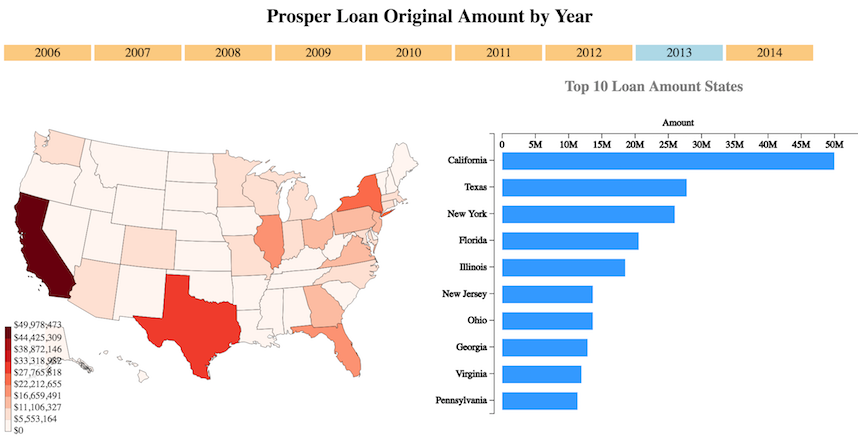 Prosper Loan Original Amount by Year
2006 2007 2008 2009 2010 2011 2012 2013 2014
Top 10 Loan Amount States
Amount
0 5M 10M 15M 20M 25M 30M 35M 40M 45M 50M
California
Texas
New York
Florida
Illinois
New Jersey
Ohio
Georgia
Virginia
Pennsylvania
$49,978,473
$44,425,309
$38,872,146
$33,318,982
$27,765,818
$22,212,655
$16,659,491
$11,106,327
$5,553,164
$0